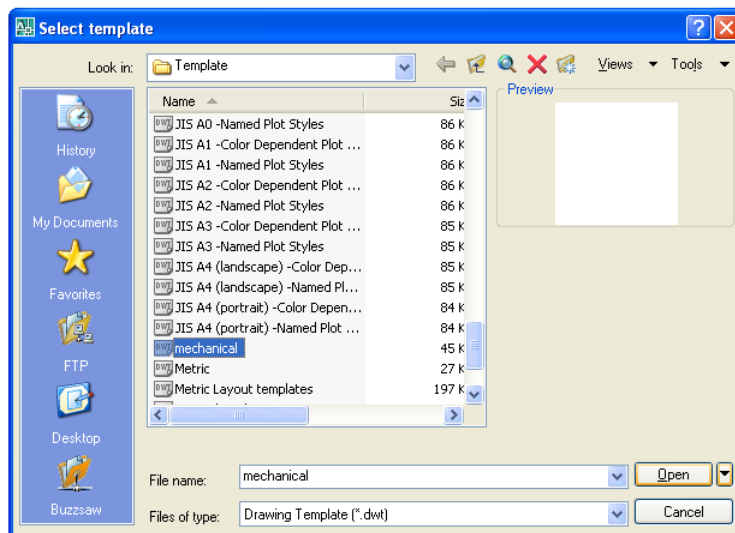 Select template
Look in: Template Views Tools
History
My Documents
Favorites
FTP
Desktop
Buzzsaw
Name Siz
JIS A0 -Named Plot Styles 86 K
JIS A1 -Color Dependent Plot ... 86 K
JIS A1 -Named Plot Styles 86 K
JIS A2 -Color Dependent Plot ... 86 K
JIS A2 -Named Plot Styles 86 K
JIS A3 -Color Dependent Plot ... 85 K
JIS A3 -Named Plot Styles 85 K
JIS A4 (landscape) -Color Dep... 85 K
JIS A4 (landscape) -Named Pl... 85 K
JIS A4 (portrait) -Color Depen... 84 K
JIS A4 (portrait) -Named Plot ... 84 K
mechanical 45 K
Metric 27 K
Metric Layout templates 197 K
Preview
File name: mechanical Open
Files of type: Drawing Template (*.dwt) Cancel